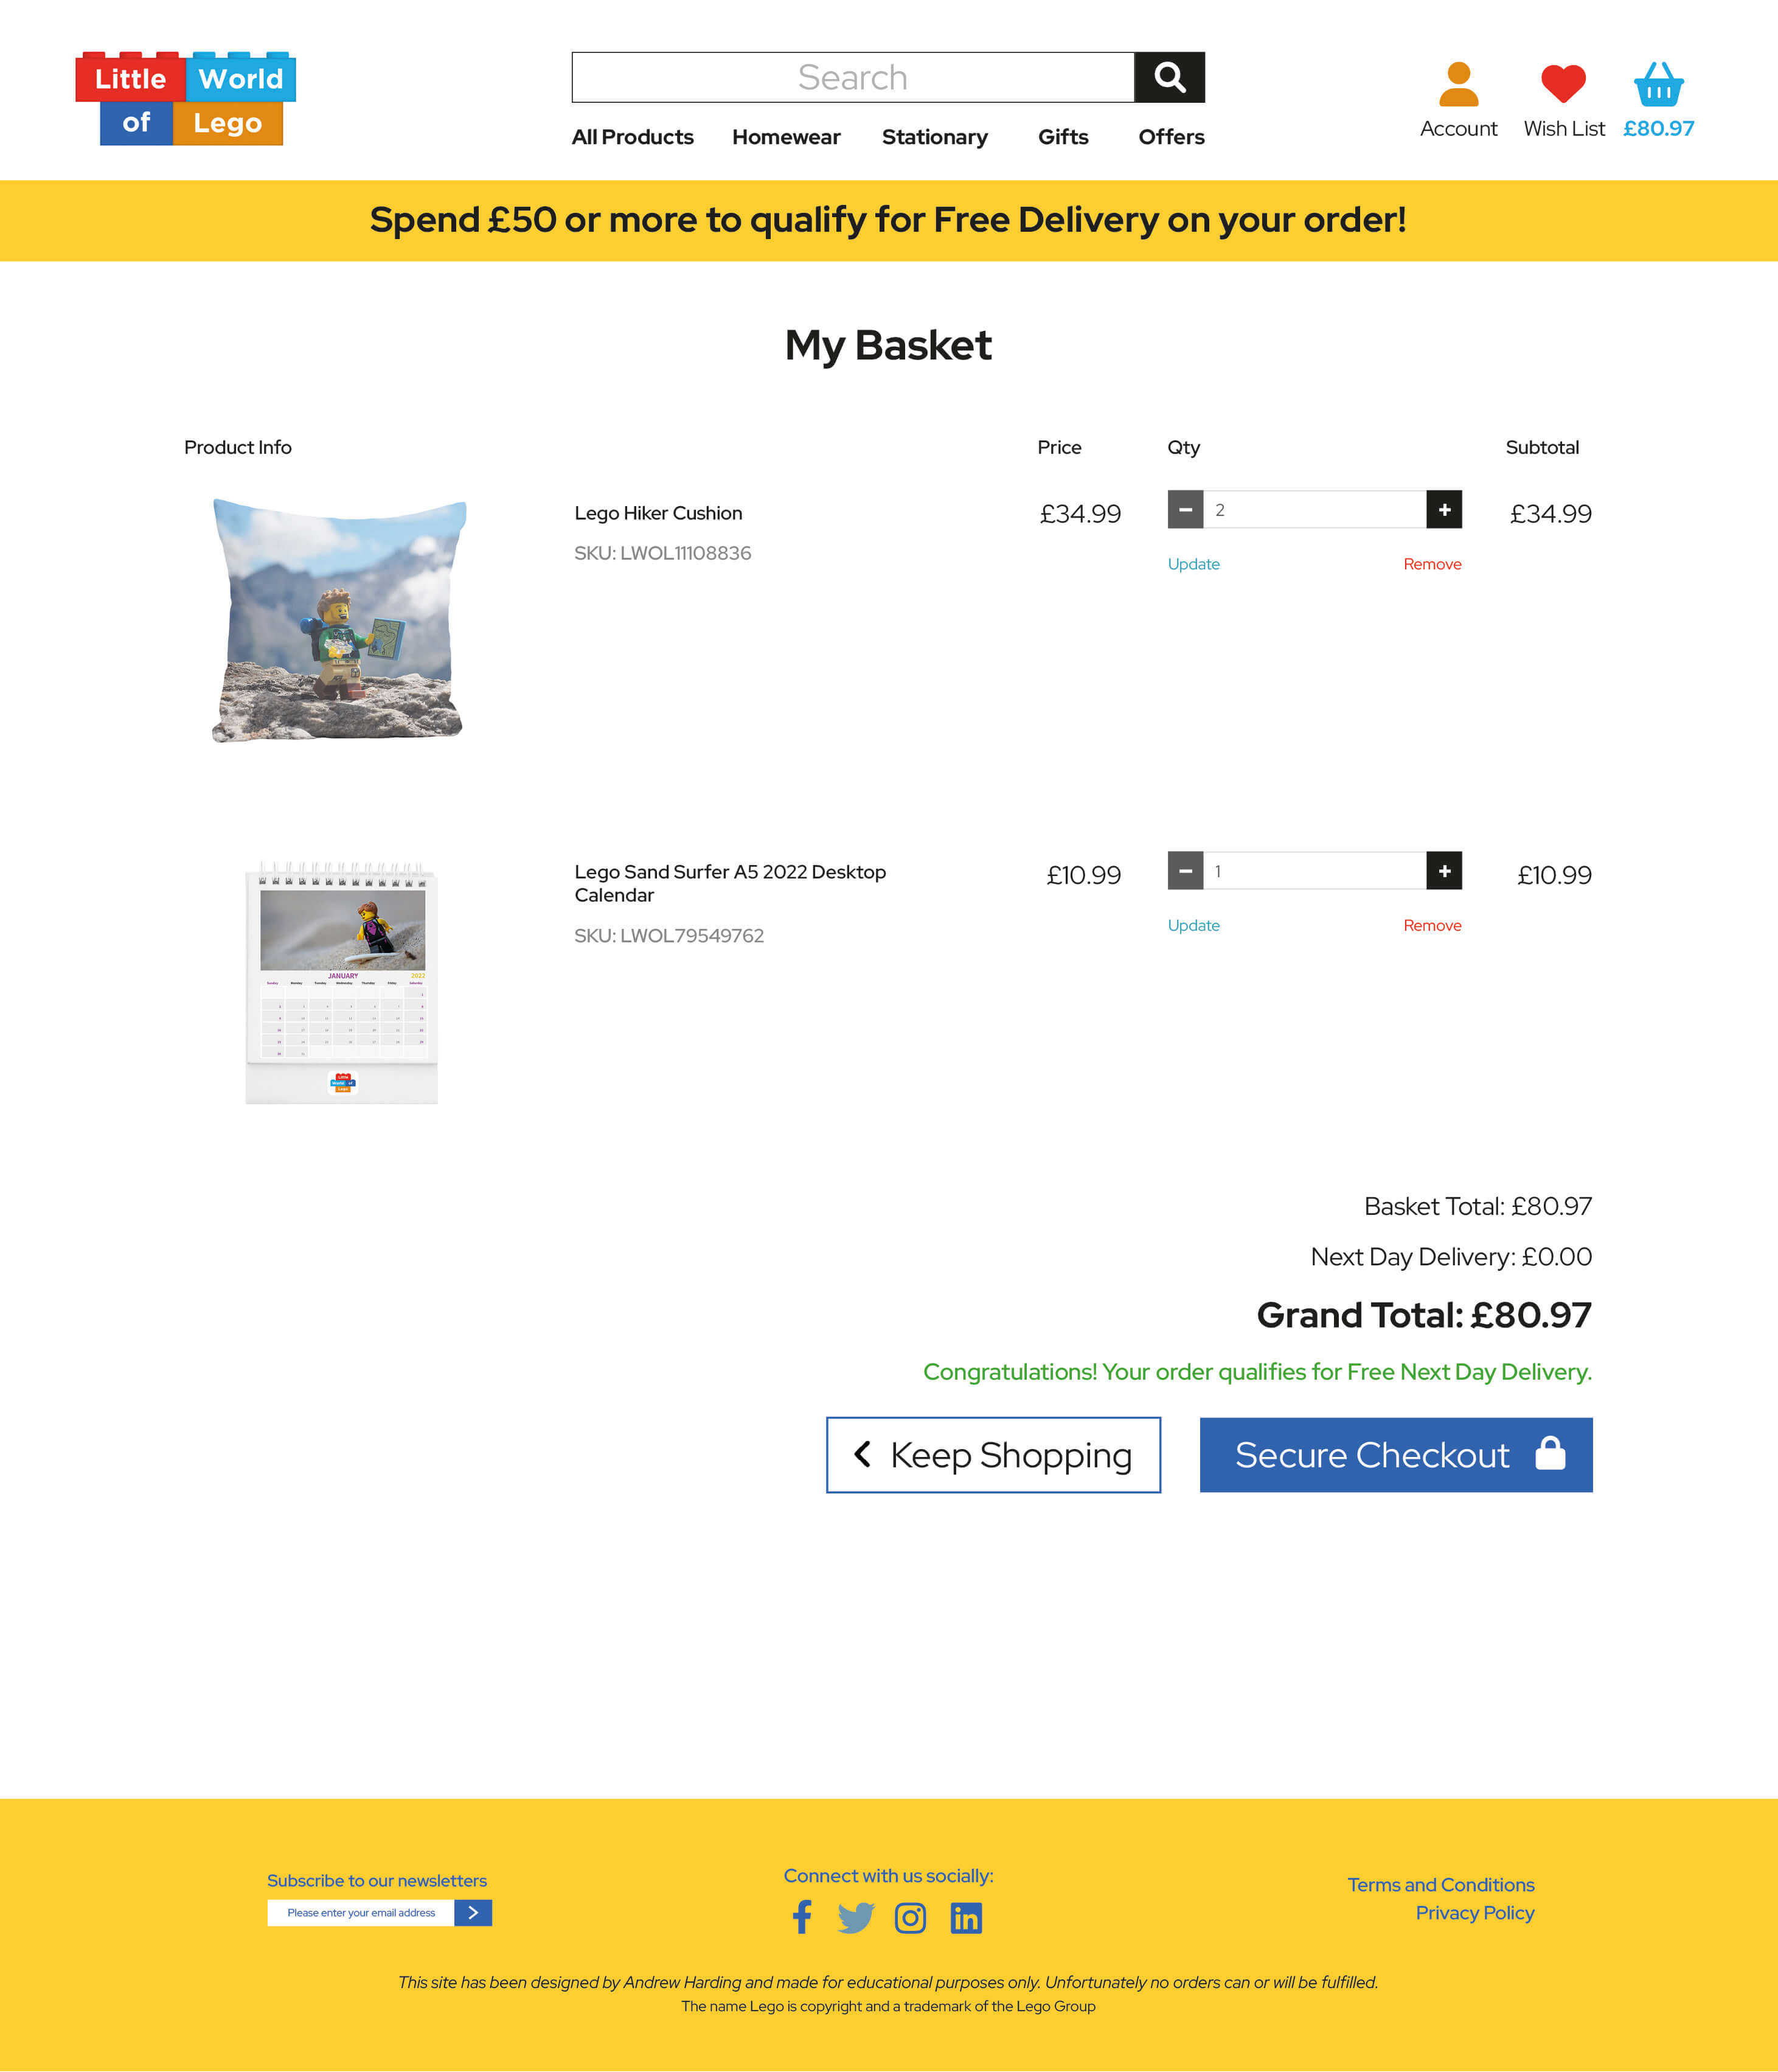 Little World
of Lego
Search
All Products Homewear Stationary Gifts Offers
Account Wish List £80.97
Spend £50 or more to qualify for Free Delivery on your order!
My Basket
Product Info Price Qty Subtotal
Lego Hiker Cushion £34.99 2 £34.99
SKU: LWOL11108836
Update Remove
Lego Sand Surfer A5 2022 Desktop
Calendar
£10.99 1 £10.99
SKU: LWOL79549762
Update Remove
JANUARY 2022
Basket Total: £80.97
Next Day Delivery: £0.00
Grand Total: £80.97
Congratulations! Your order qualifies for Free Next Day Delivery.
Keep Shopping Secure Checkout
Subscribe to our newsletters
Please enter your email address
Connect with us socially:
Terms and Conditions
Privacy Policy
This site has been designed by Andrew Harding and made for educational purposes only. Unfortunately no orders can or will be fulfilled.
The name Lego is copyright and a trademark of the Lego Group